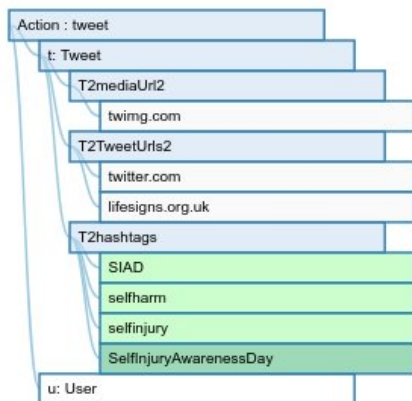 Action : tweet
t: Tweet
T2mediaUrl2
twimg.com
T2TweetUrls2
twitter.com
lifesigns.org.uk
T2hashtags
SIAD
selfharm
selfinjury
SelfInjuryAwarenessDay
u: User